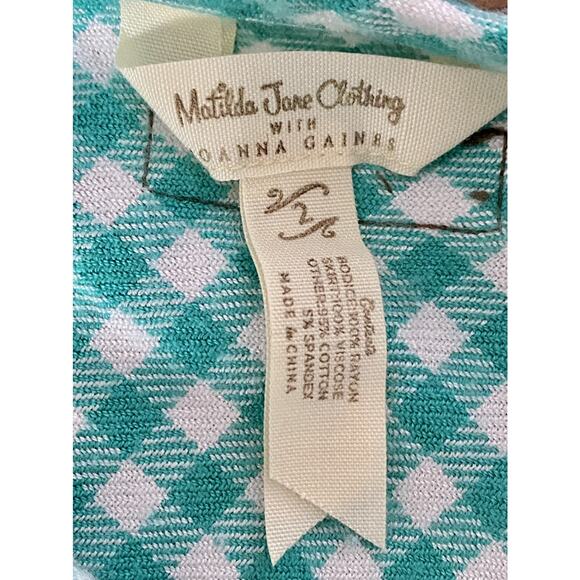 Matilda Jane Clothing
WITH
OANNA GAINES
2
Contents
BODICE:100% RAYON
SKIRT:100% VISCOSE
OTHER:95% COTTON
5% SPANDEX
MADE in CHINA